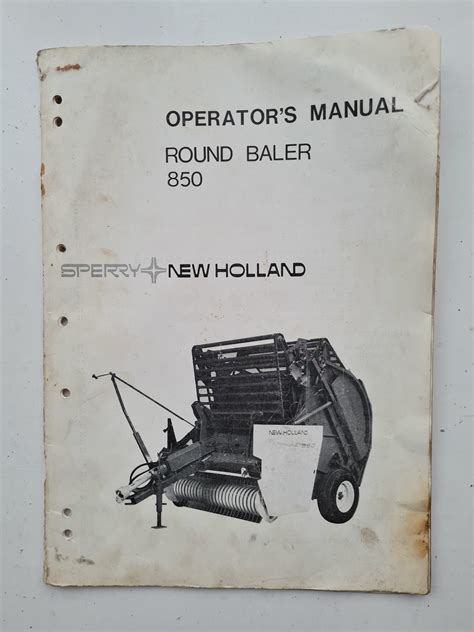 OPERATOR'S MANUAL
ROUND BALER
850
SPERRY NEW HOLLAND
NEW HOLLAND